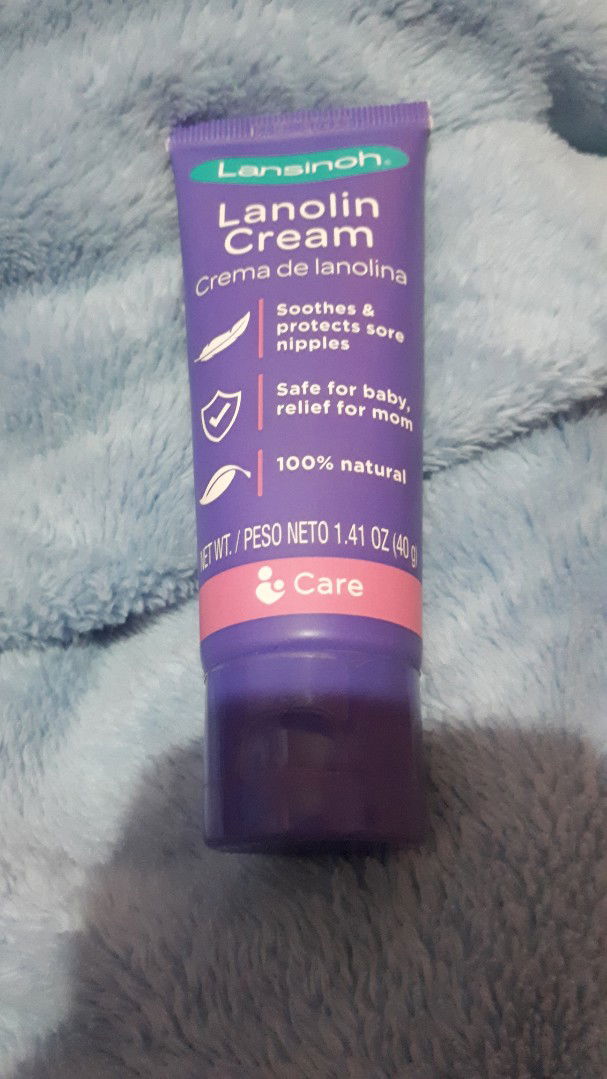 Lansinoh®
Lanolin
Cream
Crema de lanolina
Soothes &
protects sore
nipples
Safe for baby,
relief for mom
100% natural
NET WT. / PESO NETO 1.41 OZ (40 g)
Care